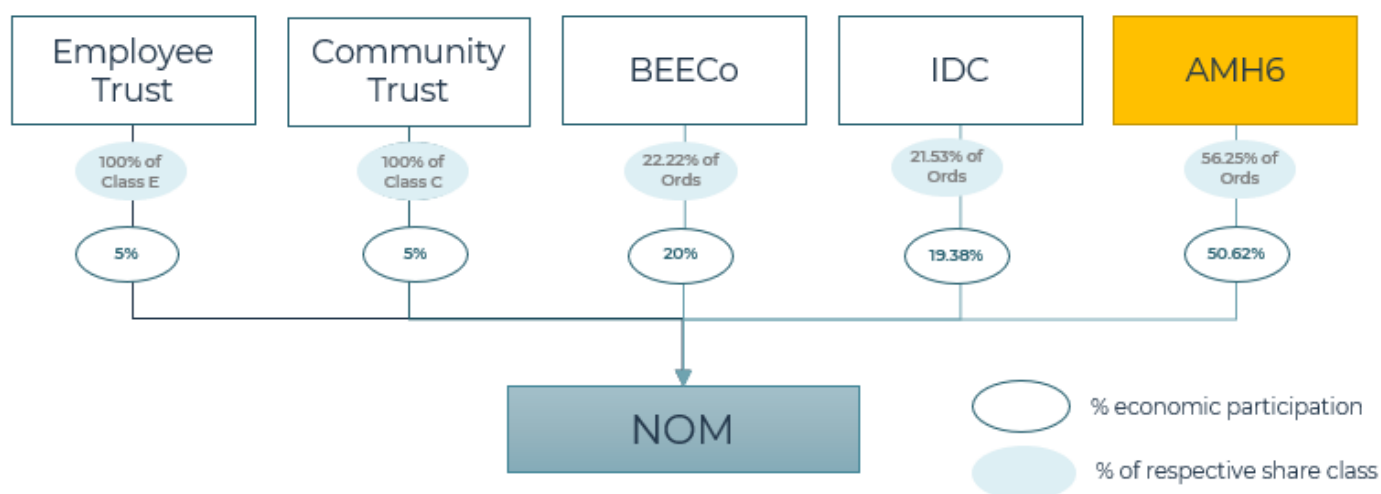 Employee
Trust
Community
Trust
BEECo
IDC
AMH6
100% of
Class E
100% of
Class C
22.22% of
Ords
21.53% of
Ords
56.25% of
Ords
5%
5%
20%
19.38%
50.62%
NOM
% economic participation
% of respective share class